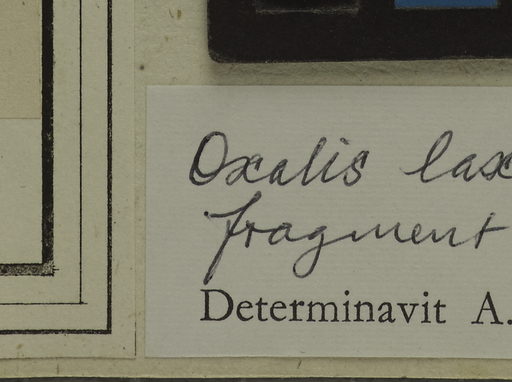 Oxalis lax
fragment
Determinavit A.